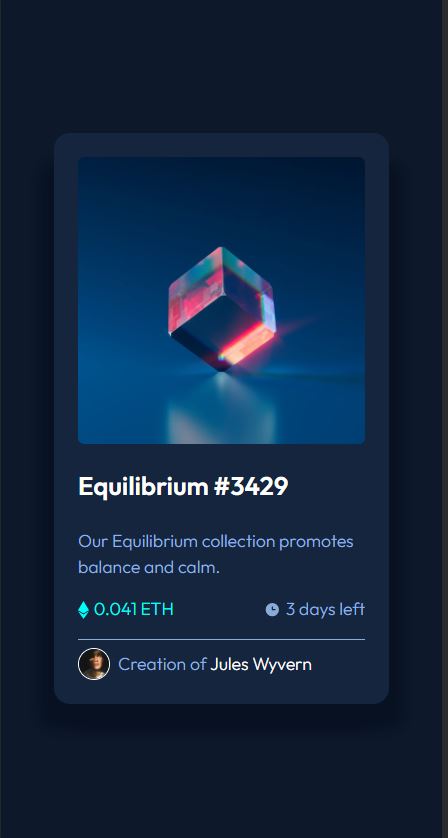 Equilibrium #3429
Our Equilibrium collection promotes
balance and calm.
0.041 ETH 3 days left
Creation of Jules Wyvern